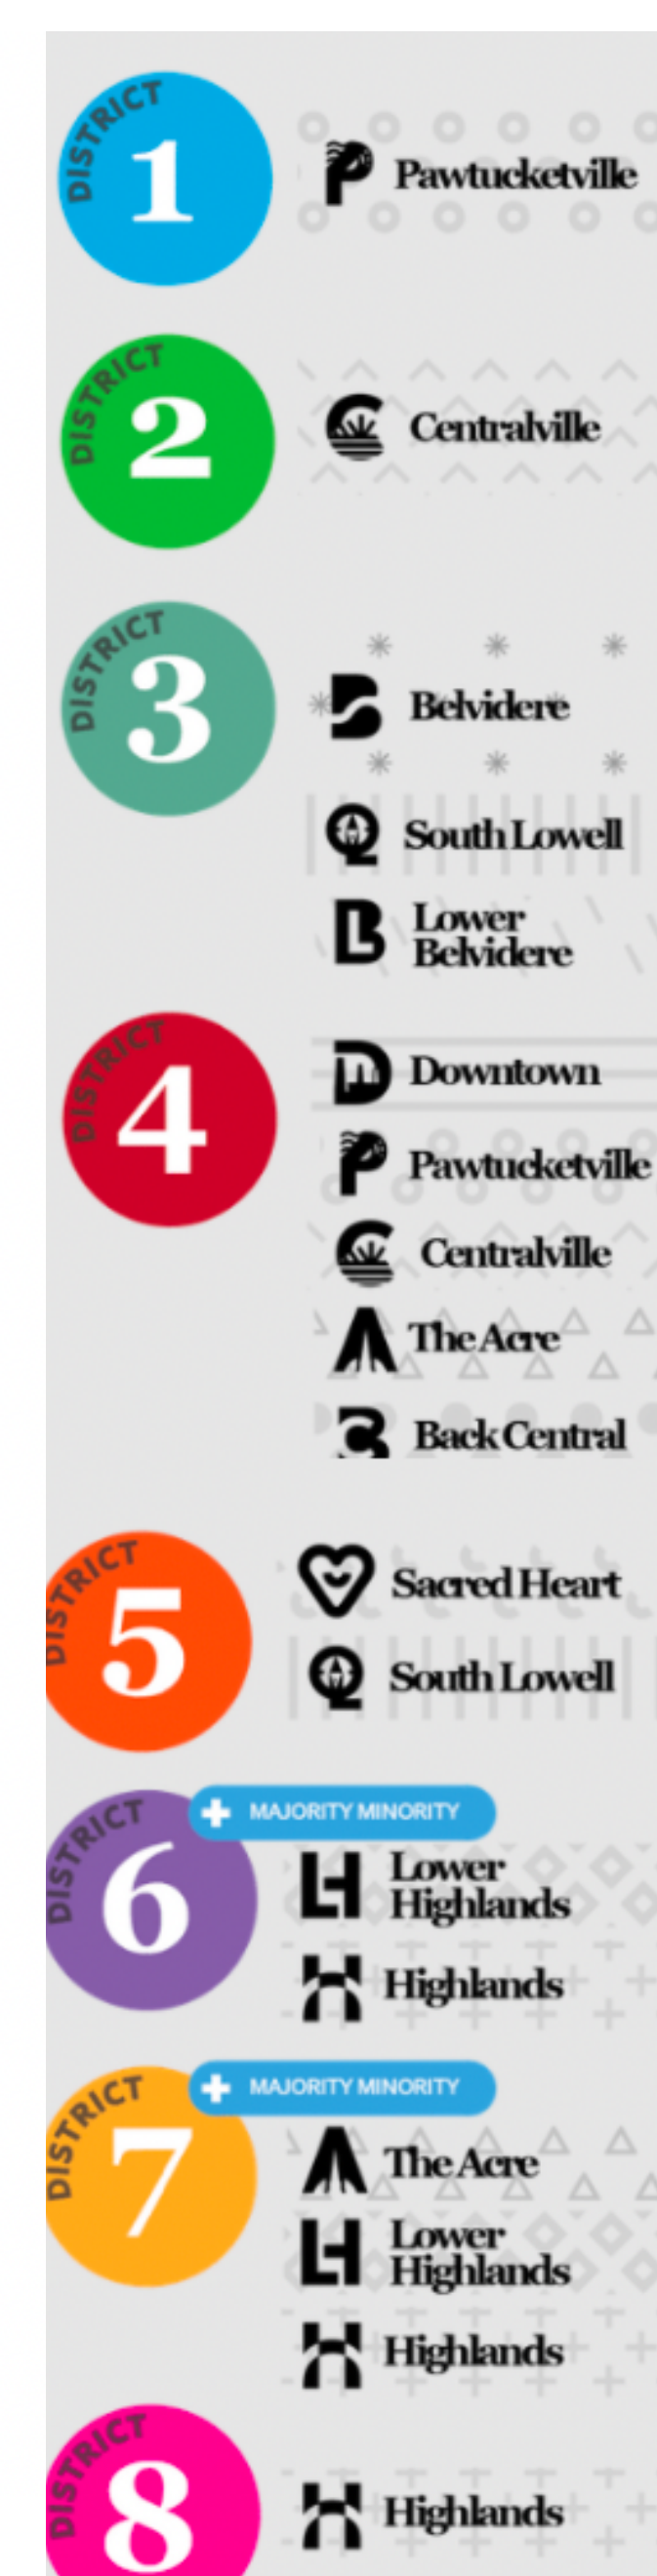 DISTRICT
1
Pawtucketville
DISTRICT
2
Centralville
DISTRICT
3
Belvidere
South Lowell
Lower
Belvidere
DISTRICT
4
Downtown
Pawtucketville
Centralville
The Acre
Back Central
DISTRICT
5
Sacred Heart
South Lowell
DISTRICT
6
MAJORITY MINORITY
Lower
Highlands
Highlands
DISTRICT
7
MAJORITY MINORITY
The Acre
Lower
Highlands
Highlands
DISTRICT
8
Highlands